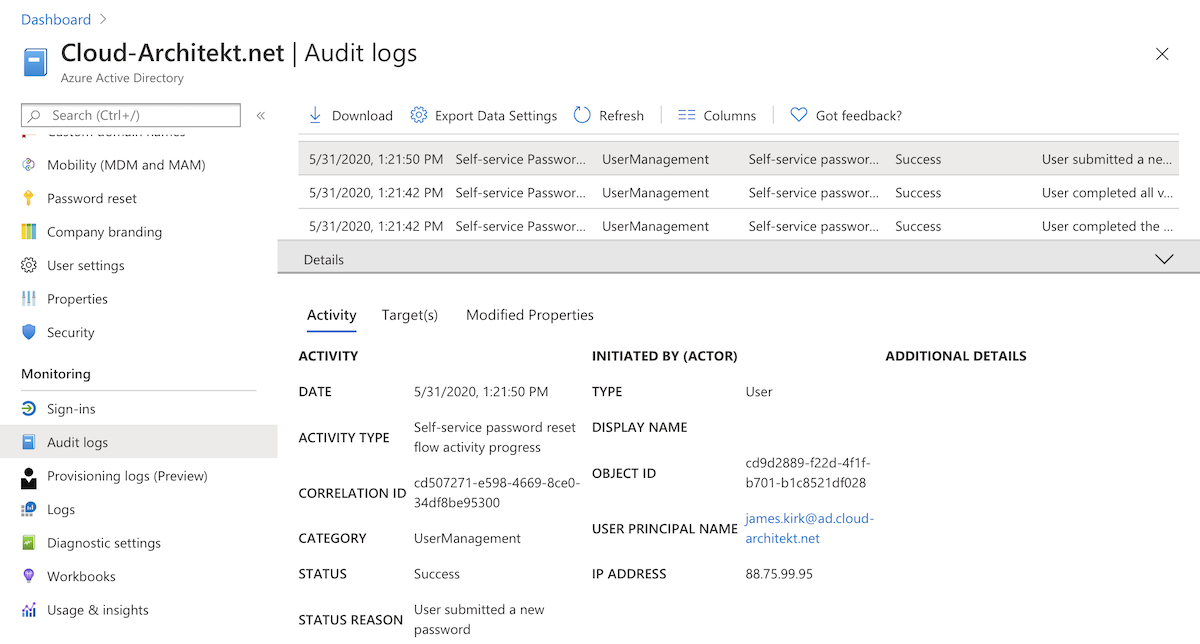 Dashboard
Cloud-Architekt.net | Audit logs
Azure Active Directory
Search (Ctrl+/)
Custom domain names
Mobility (MDM and MAM)
Password reset
Company branding
User settings
Properties
Security
Monitoring
Sign-ins
Audit logs
Provisioning logs (Preview)
Logs
Diagnostic settings
Workbooks
Usage & insights
Download Export Data Settings Refresh Columns Got feedback?
5/31/2020, 1:21:50 PM Self-service Passwor... UserManagement Self-service passwor... Success User submitted a ne...
5/31/2020, 1:21:42 PM Self-service Passwor... UserManagement Self-service passwor... Success User completed all v...
5/31/2020, 1:21:42 PM Self-service Passwor... UserManagement Self-service passwor... Success User completed the ...
Details
Activity Target(s) Modified Properties
ACTIVITY
DATE 5/31/2020, 1:21:50 PM
ACTIVITY TYPE Self-service password reset
flow activity progress
CORRELATION ID cd507271-e598-4669-8ce0-
34df8be95300
CATEGORY UserManagement
STATUS Success
STATUS REASON User submitted a new
password
INITIATED BY (ACTOR)
TYPE User
DISPLAY NAME
OBJECT ID cd9d2889-f22d-4f1f-
b701-b1c8521df028
USER PRINCIPAL NAME james.kirk@ad.cloud-
architekt.net
IP ADDRESS 88.75.99.95
ADDITIONAL DETAILS